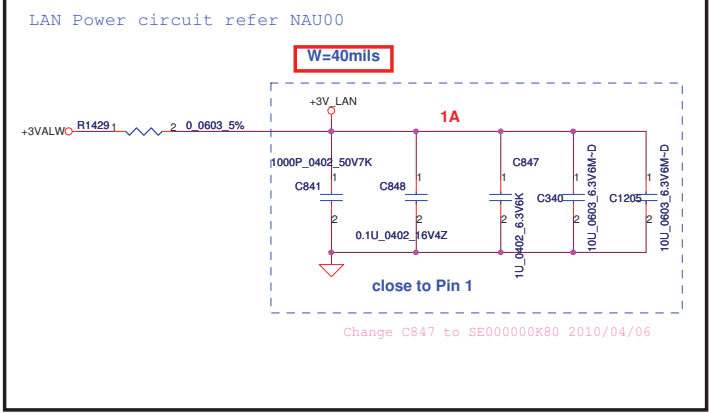 LAN Power circuit refer NAU00
W=40mils
+3V_LAN
1A
+3VALW
R1429
1
2
0_0603_5%
1000P_0402_50V7K
C847
1
C841
2
1
C848
2
0.1U_0402_16V4Z
1
2
1U_0402_6.3V6K
1
C340
2
10U_0603_6.3V6M~D
1
C1205
2
10U_0603_6.3V6M~D
close to Pin 1
Change C847 to SE000000K80 2010/04/06